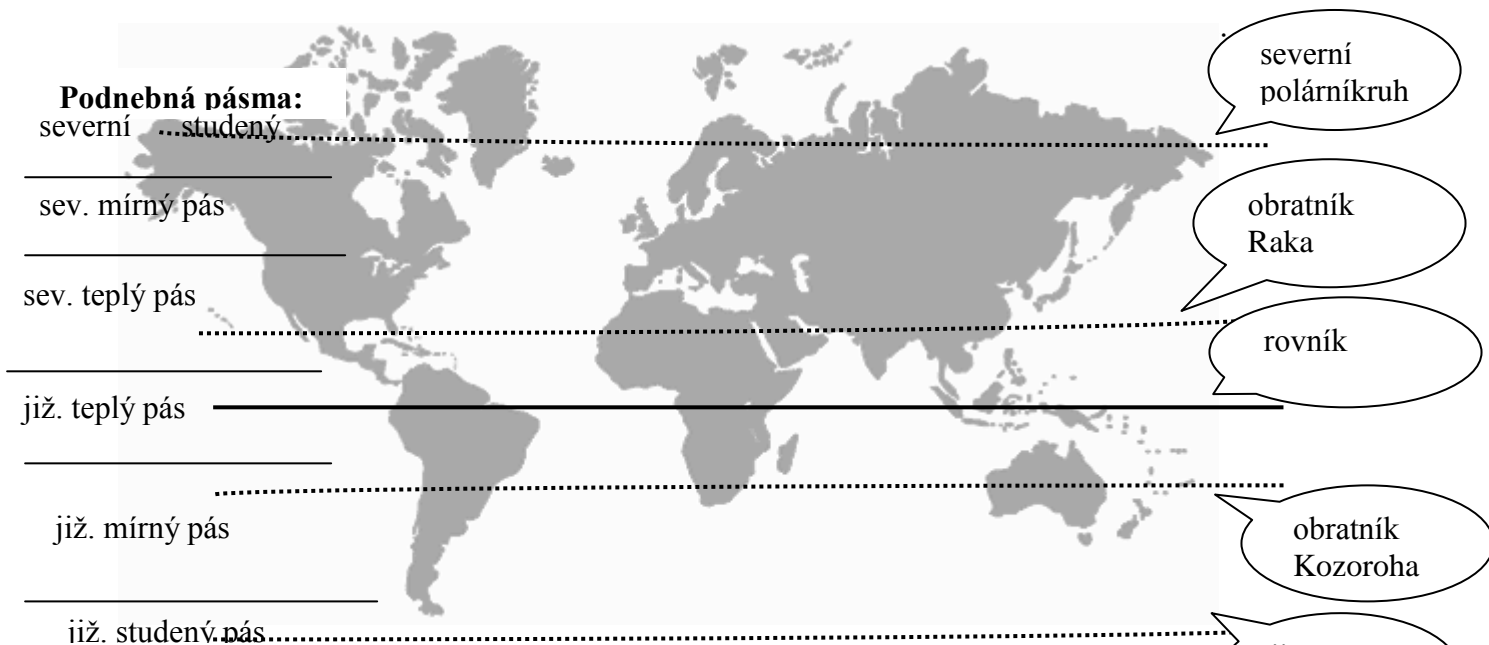 Podnebná pásma:
severní studený
sev. mírný pás
sev. teplý pás
již. teplý pás
již. mírný pás
již. studený pás
severní
polárníkruh
obratník
Raka
rovník
obratník
Kozoroha